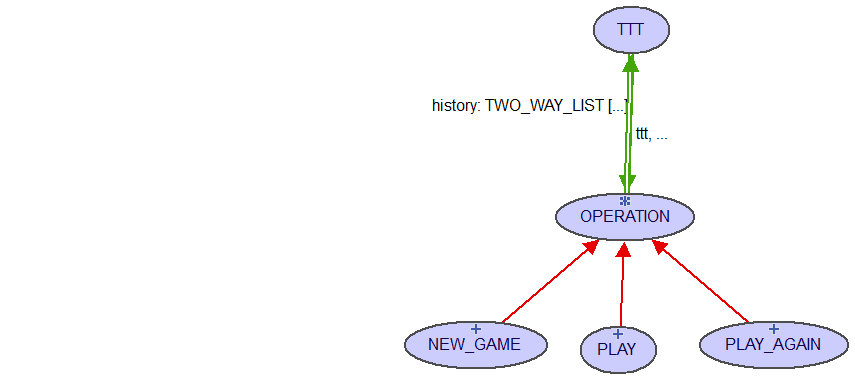 TTT
history: TWO_WAY_LIST [...]
ttt, ...
*
OPERATION
+
NEW_GAME
+
PLAY
+
PLAY_AGAIN